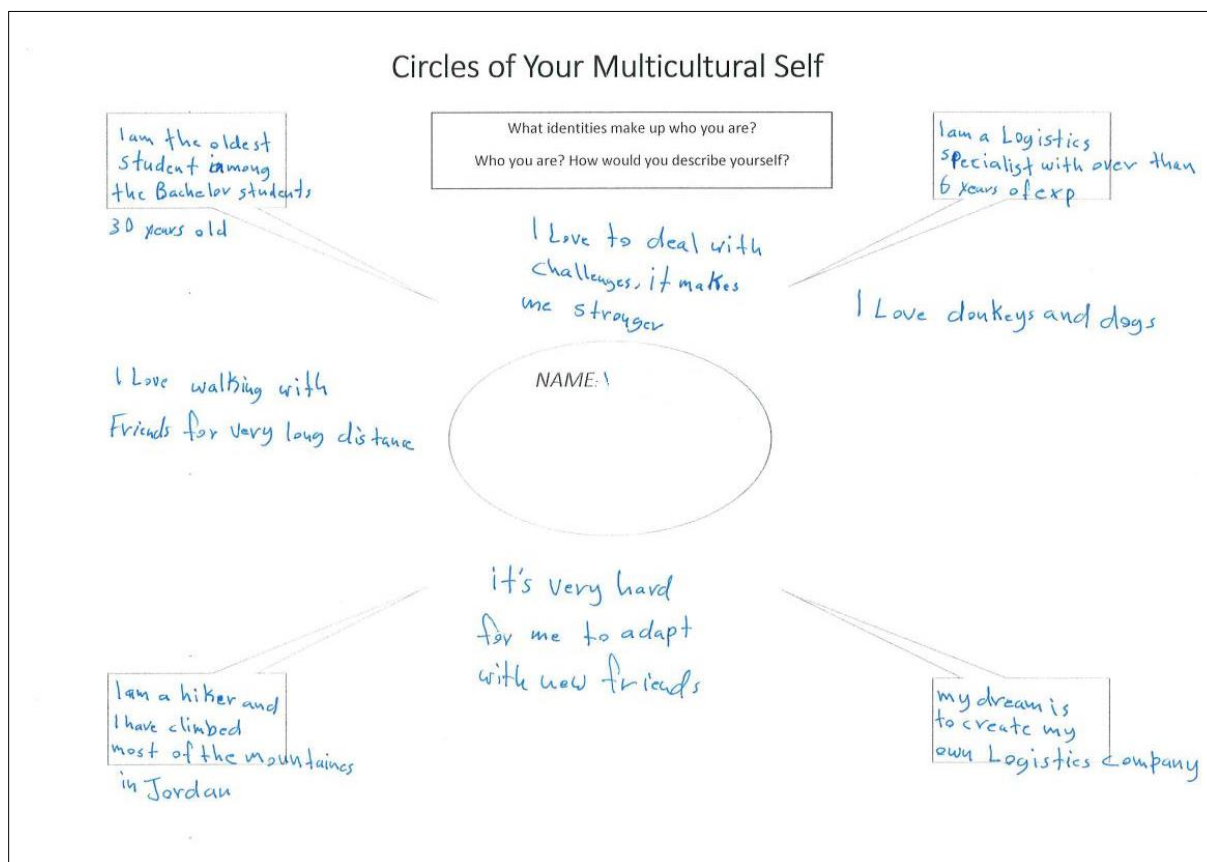 Circles of Your Multicultural Self
What identities make up who you are?
Who you are? How would you describe yourself?
I am the oldest
student inmong
the Bachelor students
30 years old
I am a Logistics
specialist with over than
6 years of exp
I Love to deal with
challenges, it makes
me stronger
I Love donkeys and dogs
I Love walking with
Friends for very long distance
NAME:
it's very hard
for me to adapt
with new friends
I am a hiker and
I have climbed
most of the mountaines
in Jordan
my dream is
to create my
own Logistics company